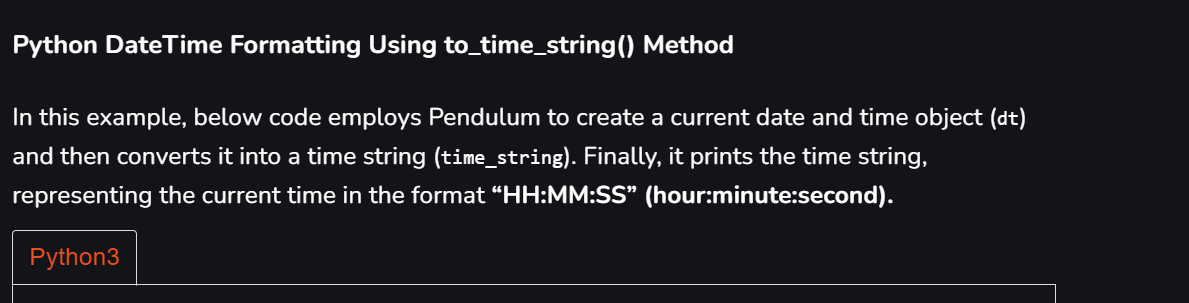 Python DateTime Formatting Using to_time_string() Method
In this example, below code employs Pendulum to create a current date and time object (dt)
and then converts it into a time string (time_string). Finally, it prints the time string,
representing the current time in the format “HH:MM:SS” (hour:minute:second).
Python3